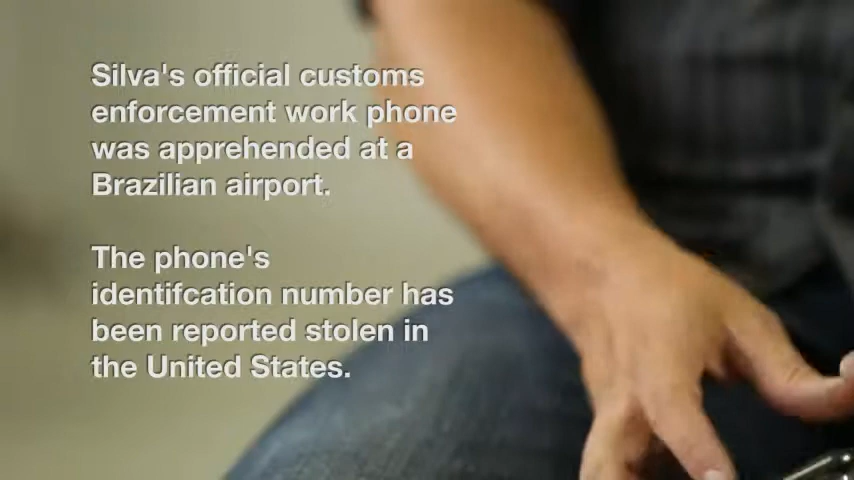 Silva's official customs
enforcement work phone
was apprehended at a
Brazilian airport.
The phone's
identifcation number has
been reported stolen in
the United States.